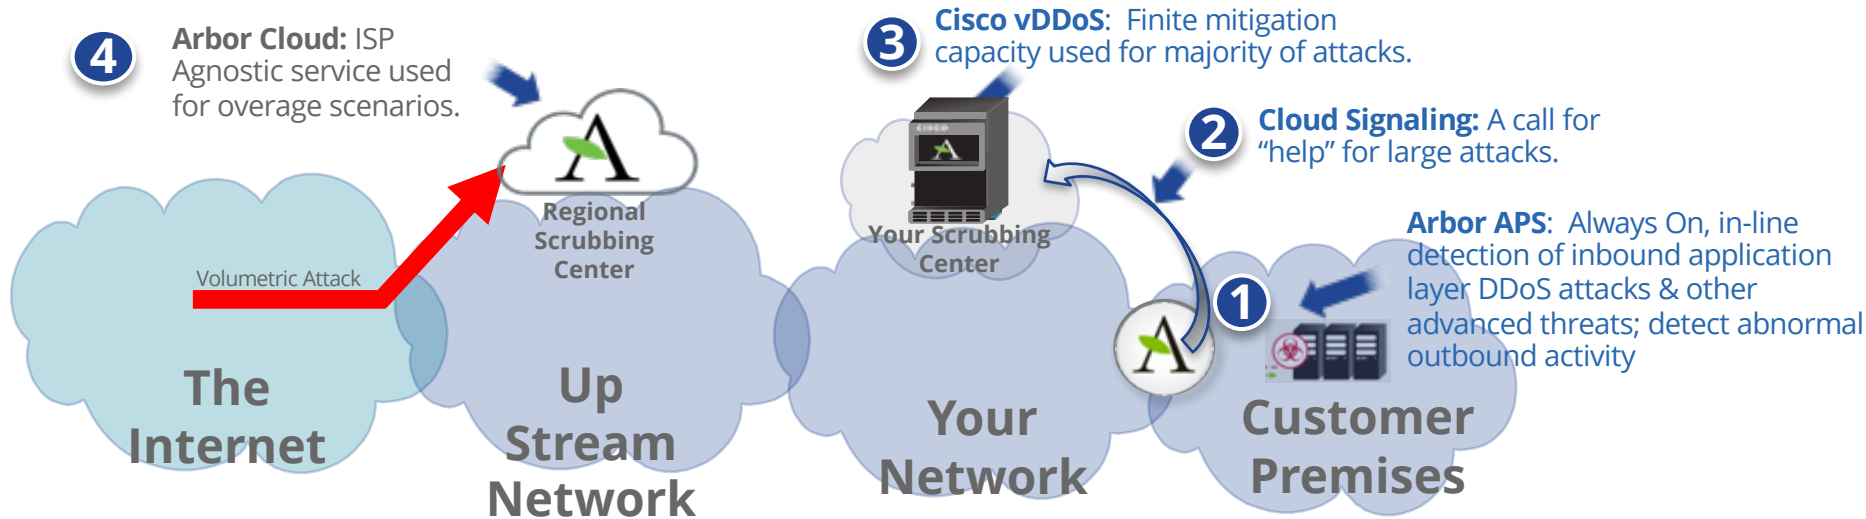 4
Arbor Cloud: ISP
Agnostic service used
for overage scenarios.
3
Cisco vDDoS: Finite mitigation
capacity used for majority of attacks.
2
Cloud Signaling: A call for
“help” for large attacks.
1
Arbor APS: Always On, in-line
detection of inbound application
layer DDoS attacks & other
advanced threats; detect abnormal
outbound activity
CISCO
A
A
A
Regional
Scrubbing
Center
Your Scrubbing
Center
Volumetric Attack
The
Internet
Up
Stream
Network
Your
Network
Customer
Premises